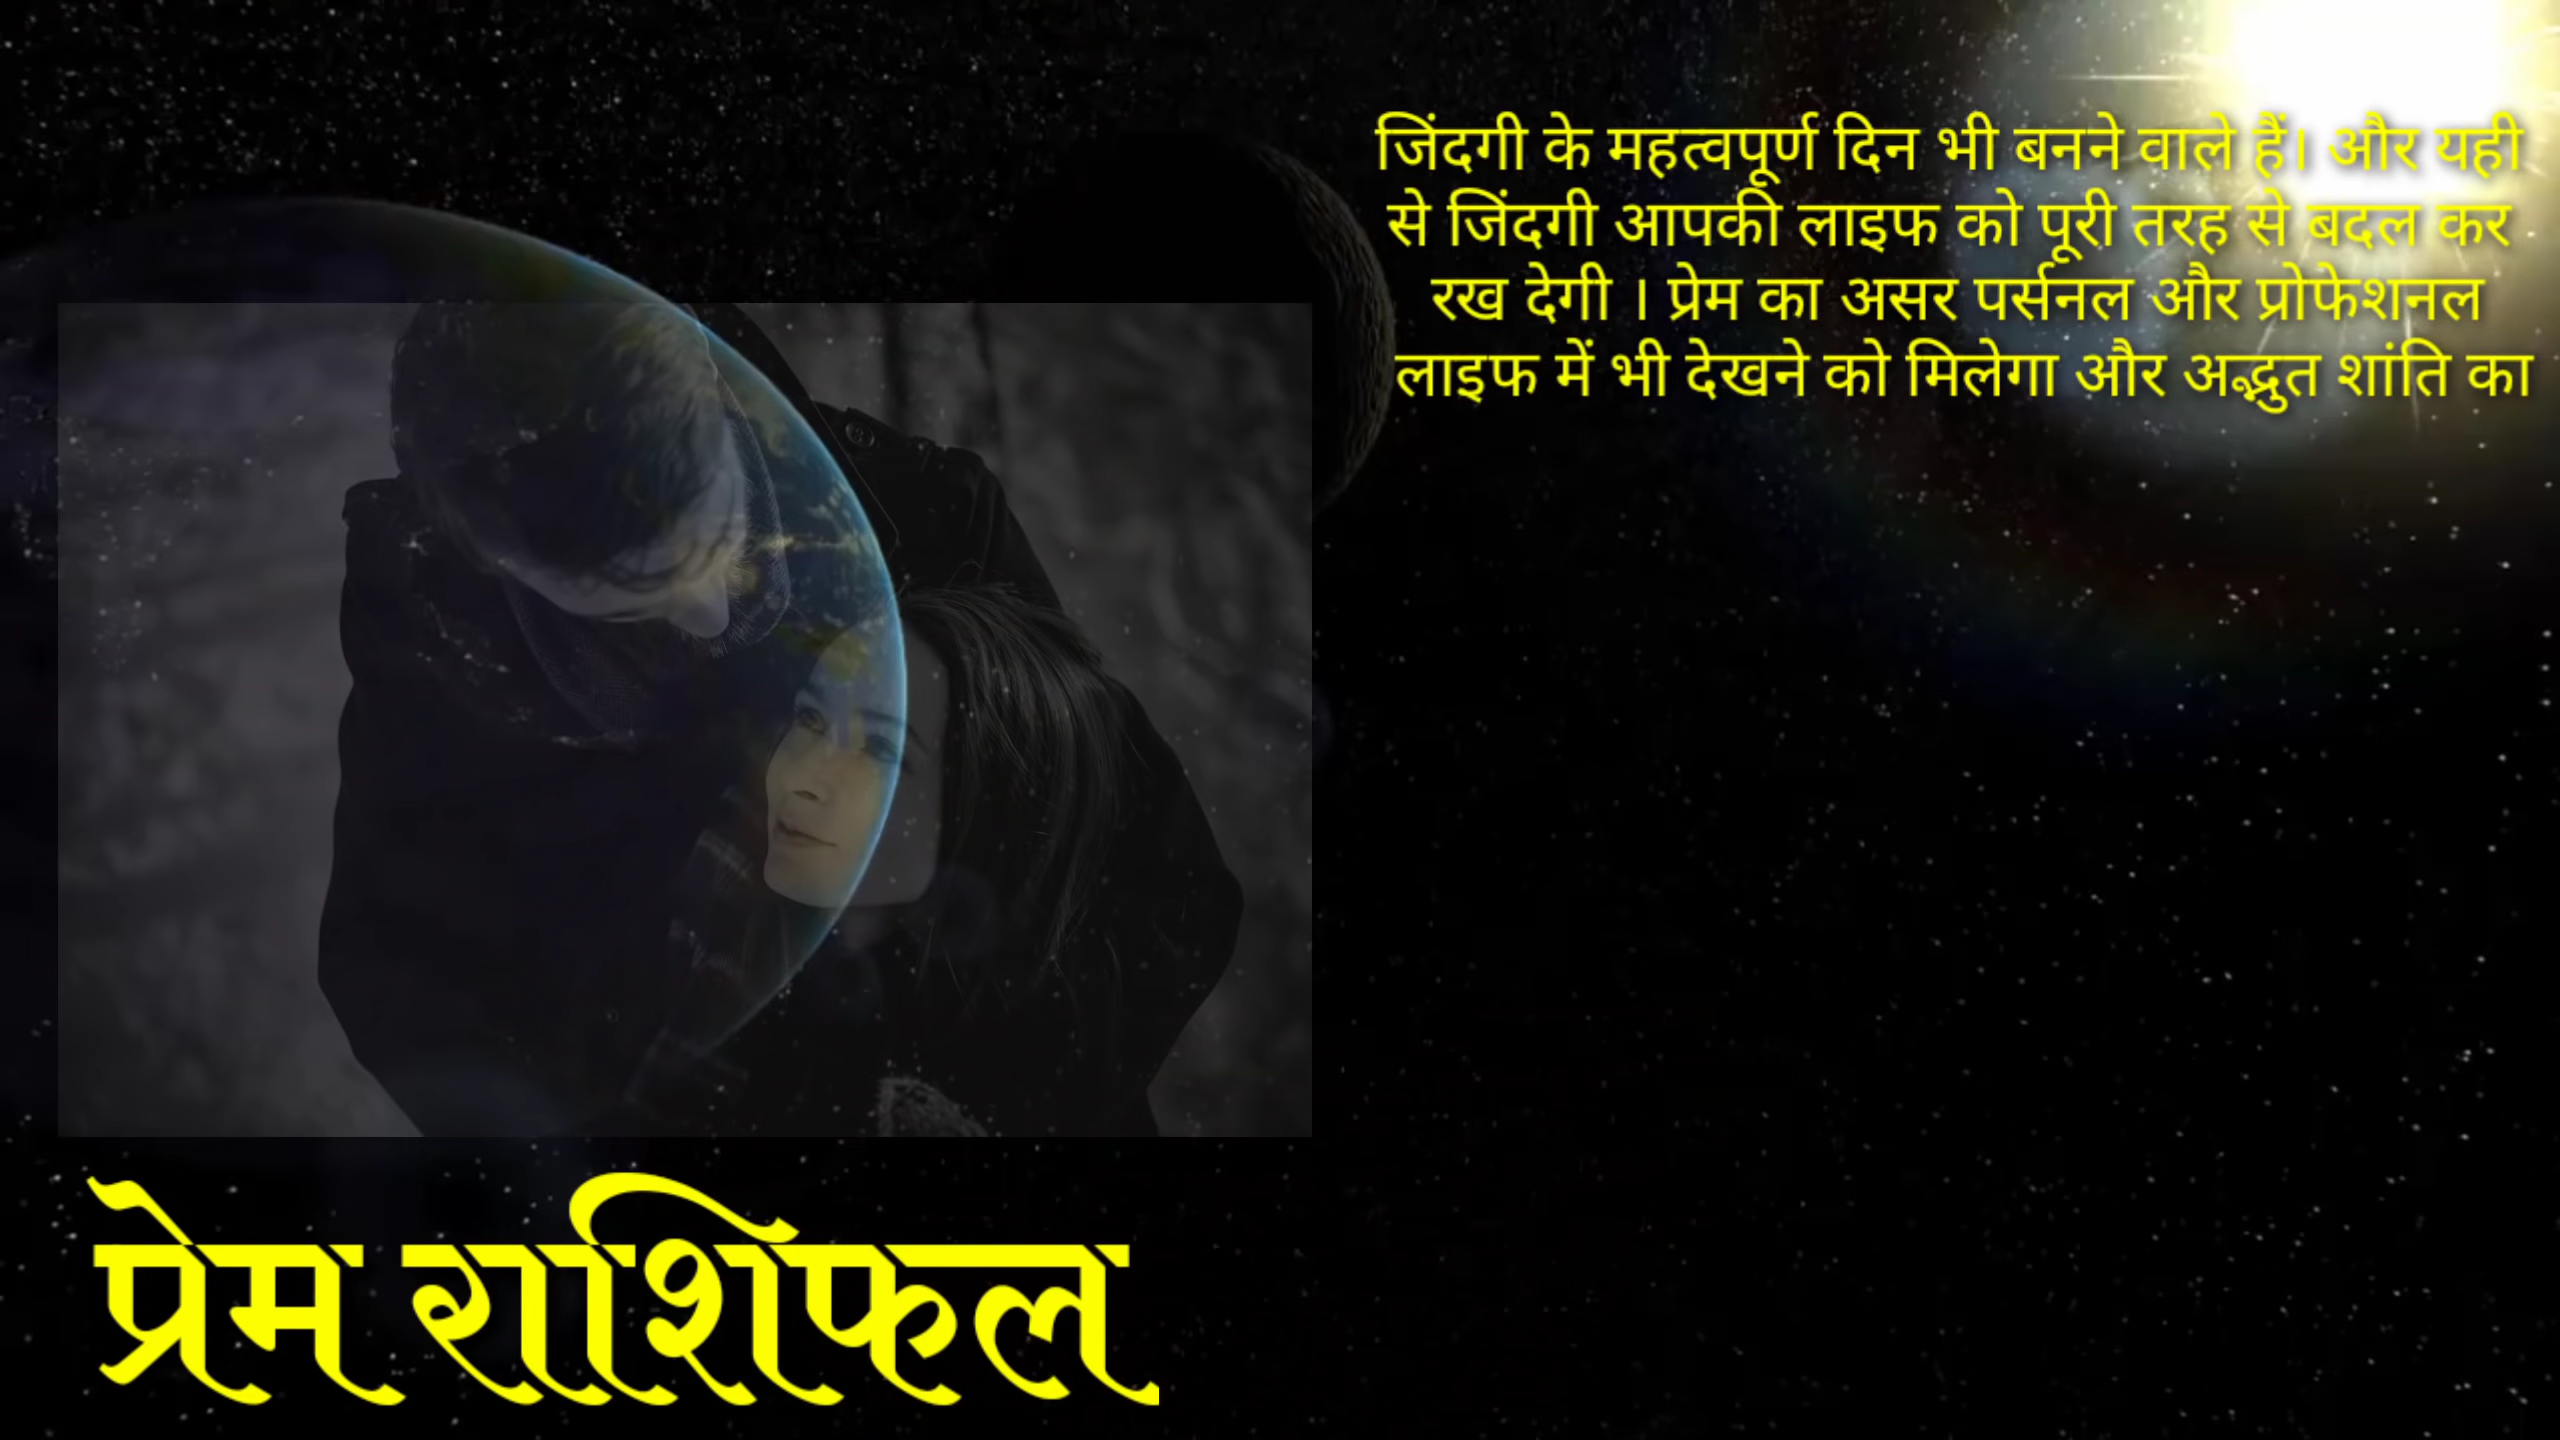 जिंदगी के महत्वपूर्ण दिन भी बनने वाले हैं। और यही
से जिंदगी आपकी लाइफ को पूरी तरह से बदल कर
रख देगी । प्रेम का असर पर्सनल और प्रोफेशनल
लाइफ में भी देखने को मिलेगा और अद्भुत शांति का
प्रेम राशिफल